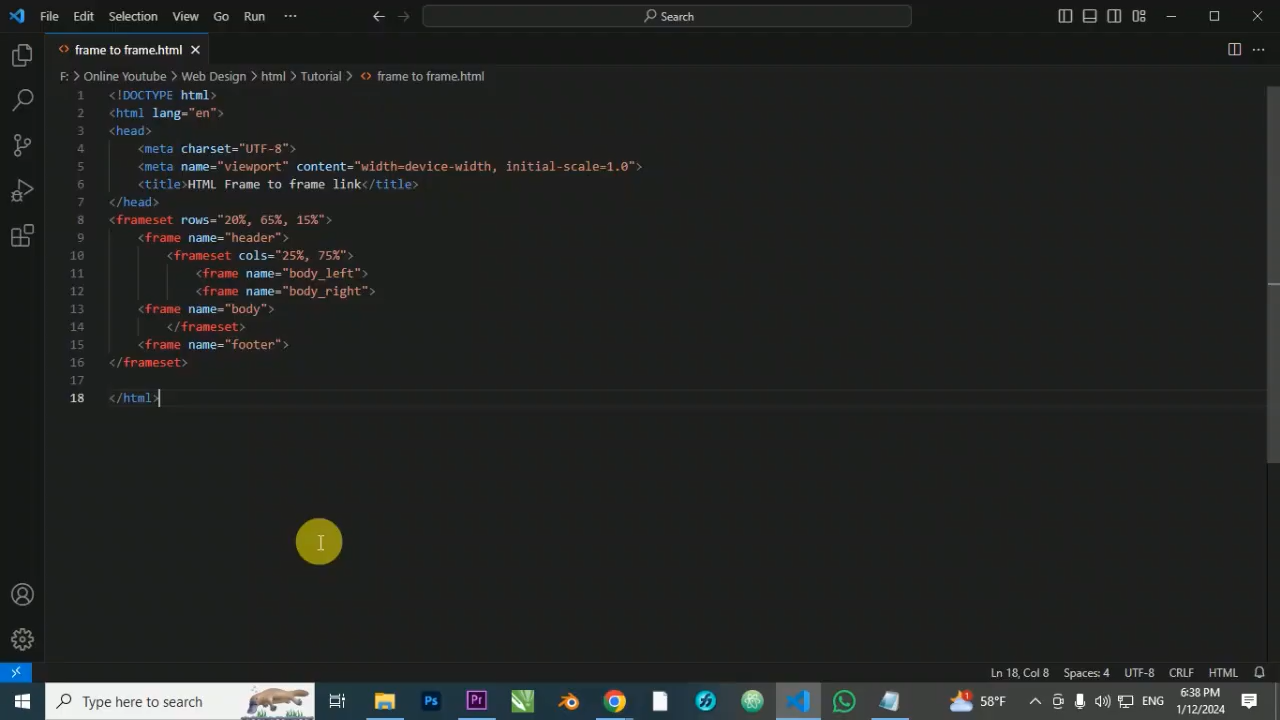 File Edit Selection View Go Run ··· Search
frame to frame.html
F: > Online Youtube > Web Design > html > Tutorial > <> frame to frame.html
1 <!DOCTYPE html>
2 <html lang="en">
3 <head>
4 <meta charset="UTF-8">
5 <meta name="viewport" content="width=device-width, initial-scale=1.0">
6 <title>HTML Frame to frame link</title>
7 </head>
8 <frameset rows="20%, 65%, 15%">
9 <frame name="header">
10 <frameset cols="25%, 75%">
11 <frame name="body_left">
12 <frame name="body_right">
13 <frame name="body">
14 </frameset>
15 <frame name="footer">
16 </frameset>
17
18 </html>
Ln 18, Col 8 Spaces: 4 UTF-8 CRLF HTML
Type here to search Ps Pr 1 58°F ENG 6:38 PM
1/12/2024